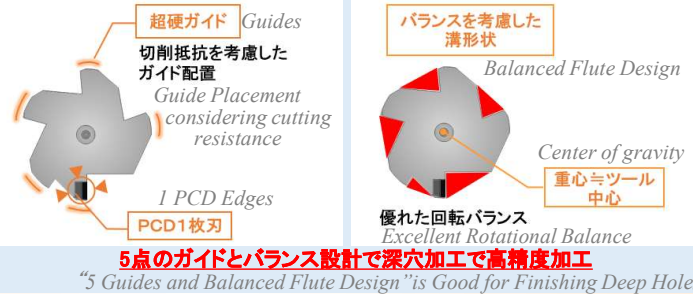 超硬ガイド Guides
切削抵抗を考慮した
ガイド配置
Guide Placement
considering cutting
resistance
1 PCD Edges
PCD1枚刃
バランスを考慮した
溝形状
Balanced Flute Design
Center of gravity
重心≒ツール
中心
優れた回転バランス
Excellent Rotational Balance
5点のガイドとバランス設計で深穴加工で高精度加工
“5 Guides and Balanced Flute Design”is Good for Finishing Deep Hole